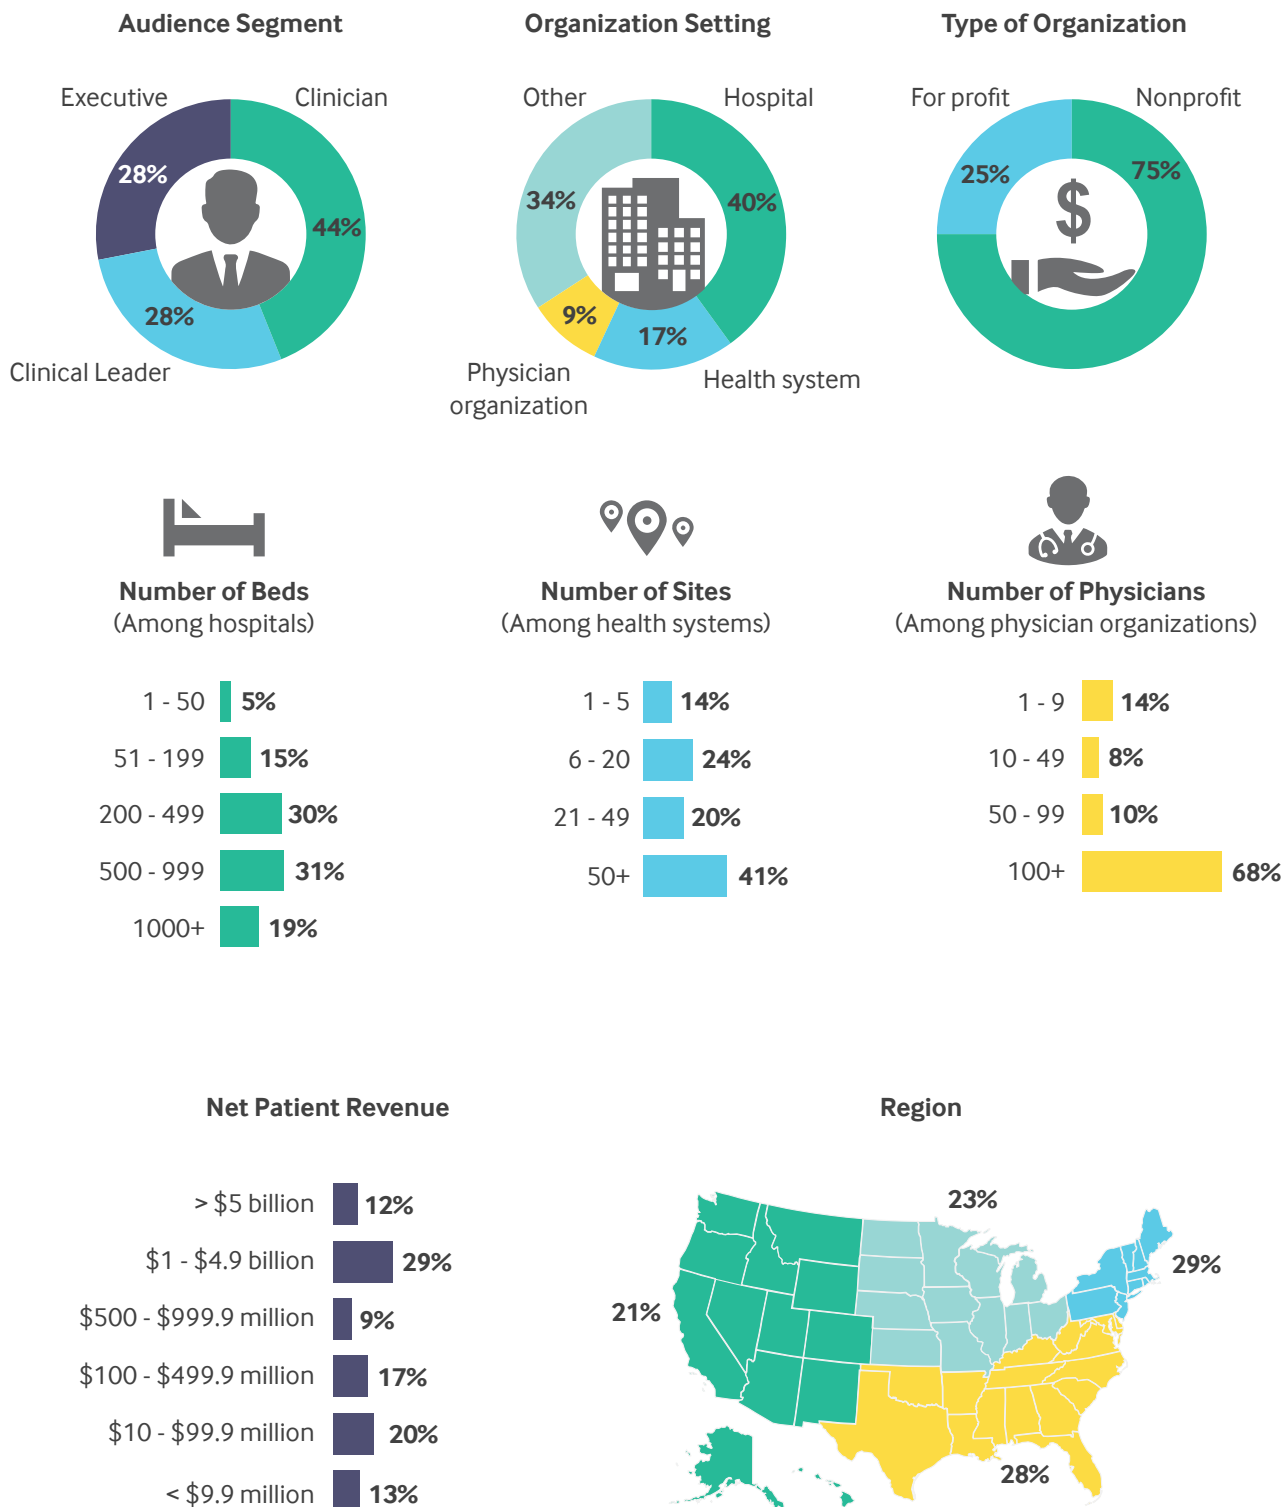 Audience Segment
Executive
Clinician
28%
44%
28%
Clinical Leader
Organization Setting
Other
Hospital
34%
40%
9%
17%
Physician
organization
Health system
Type of Organization
For profit
Nonprofit
25%
75%
$
Number of Beds
(Among hospitals)
1 - 50 5%
51 - 199 15%
200 - 499 30%
500 - 999 31%
1000+ 19%
Number of Sites
(Among health systems)
1 - 5 14%
6 - 20 24%
21 - 49 20%
50+ 41%
Number of Physicians
(Among physician organizations)
1 - 9 14%
10 - 49 8%
50 - 99 10%
100+ 68%
Net Patient Revenue
> $5 billion 12%
$1 - $4.9 billion 29%
$500 - $999.9 million 9%
$100 - $499.9 million 17%
$10 - $99.9 million 20%
< $9.9 million 13%
Region
23%
29%
21%
28%